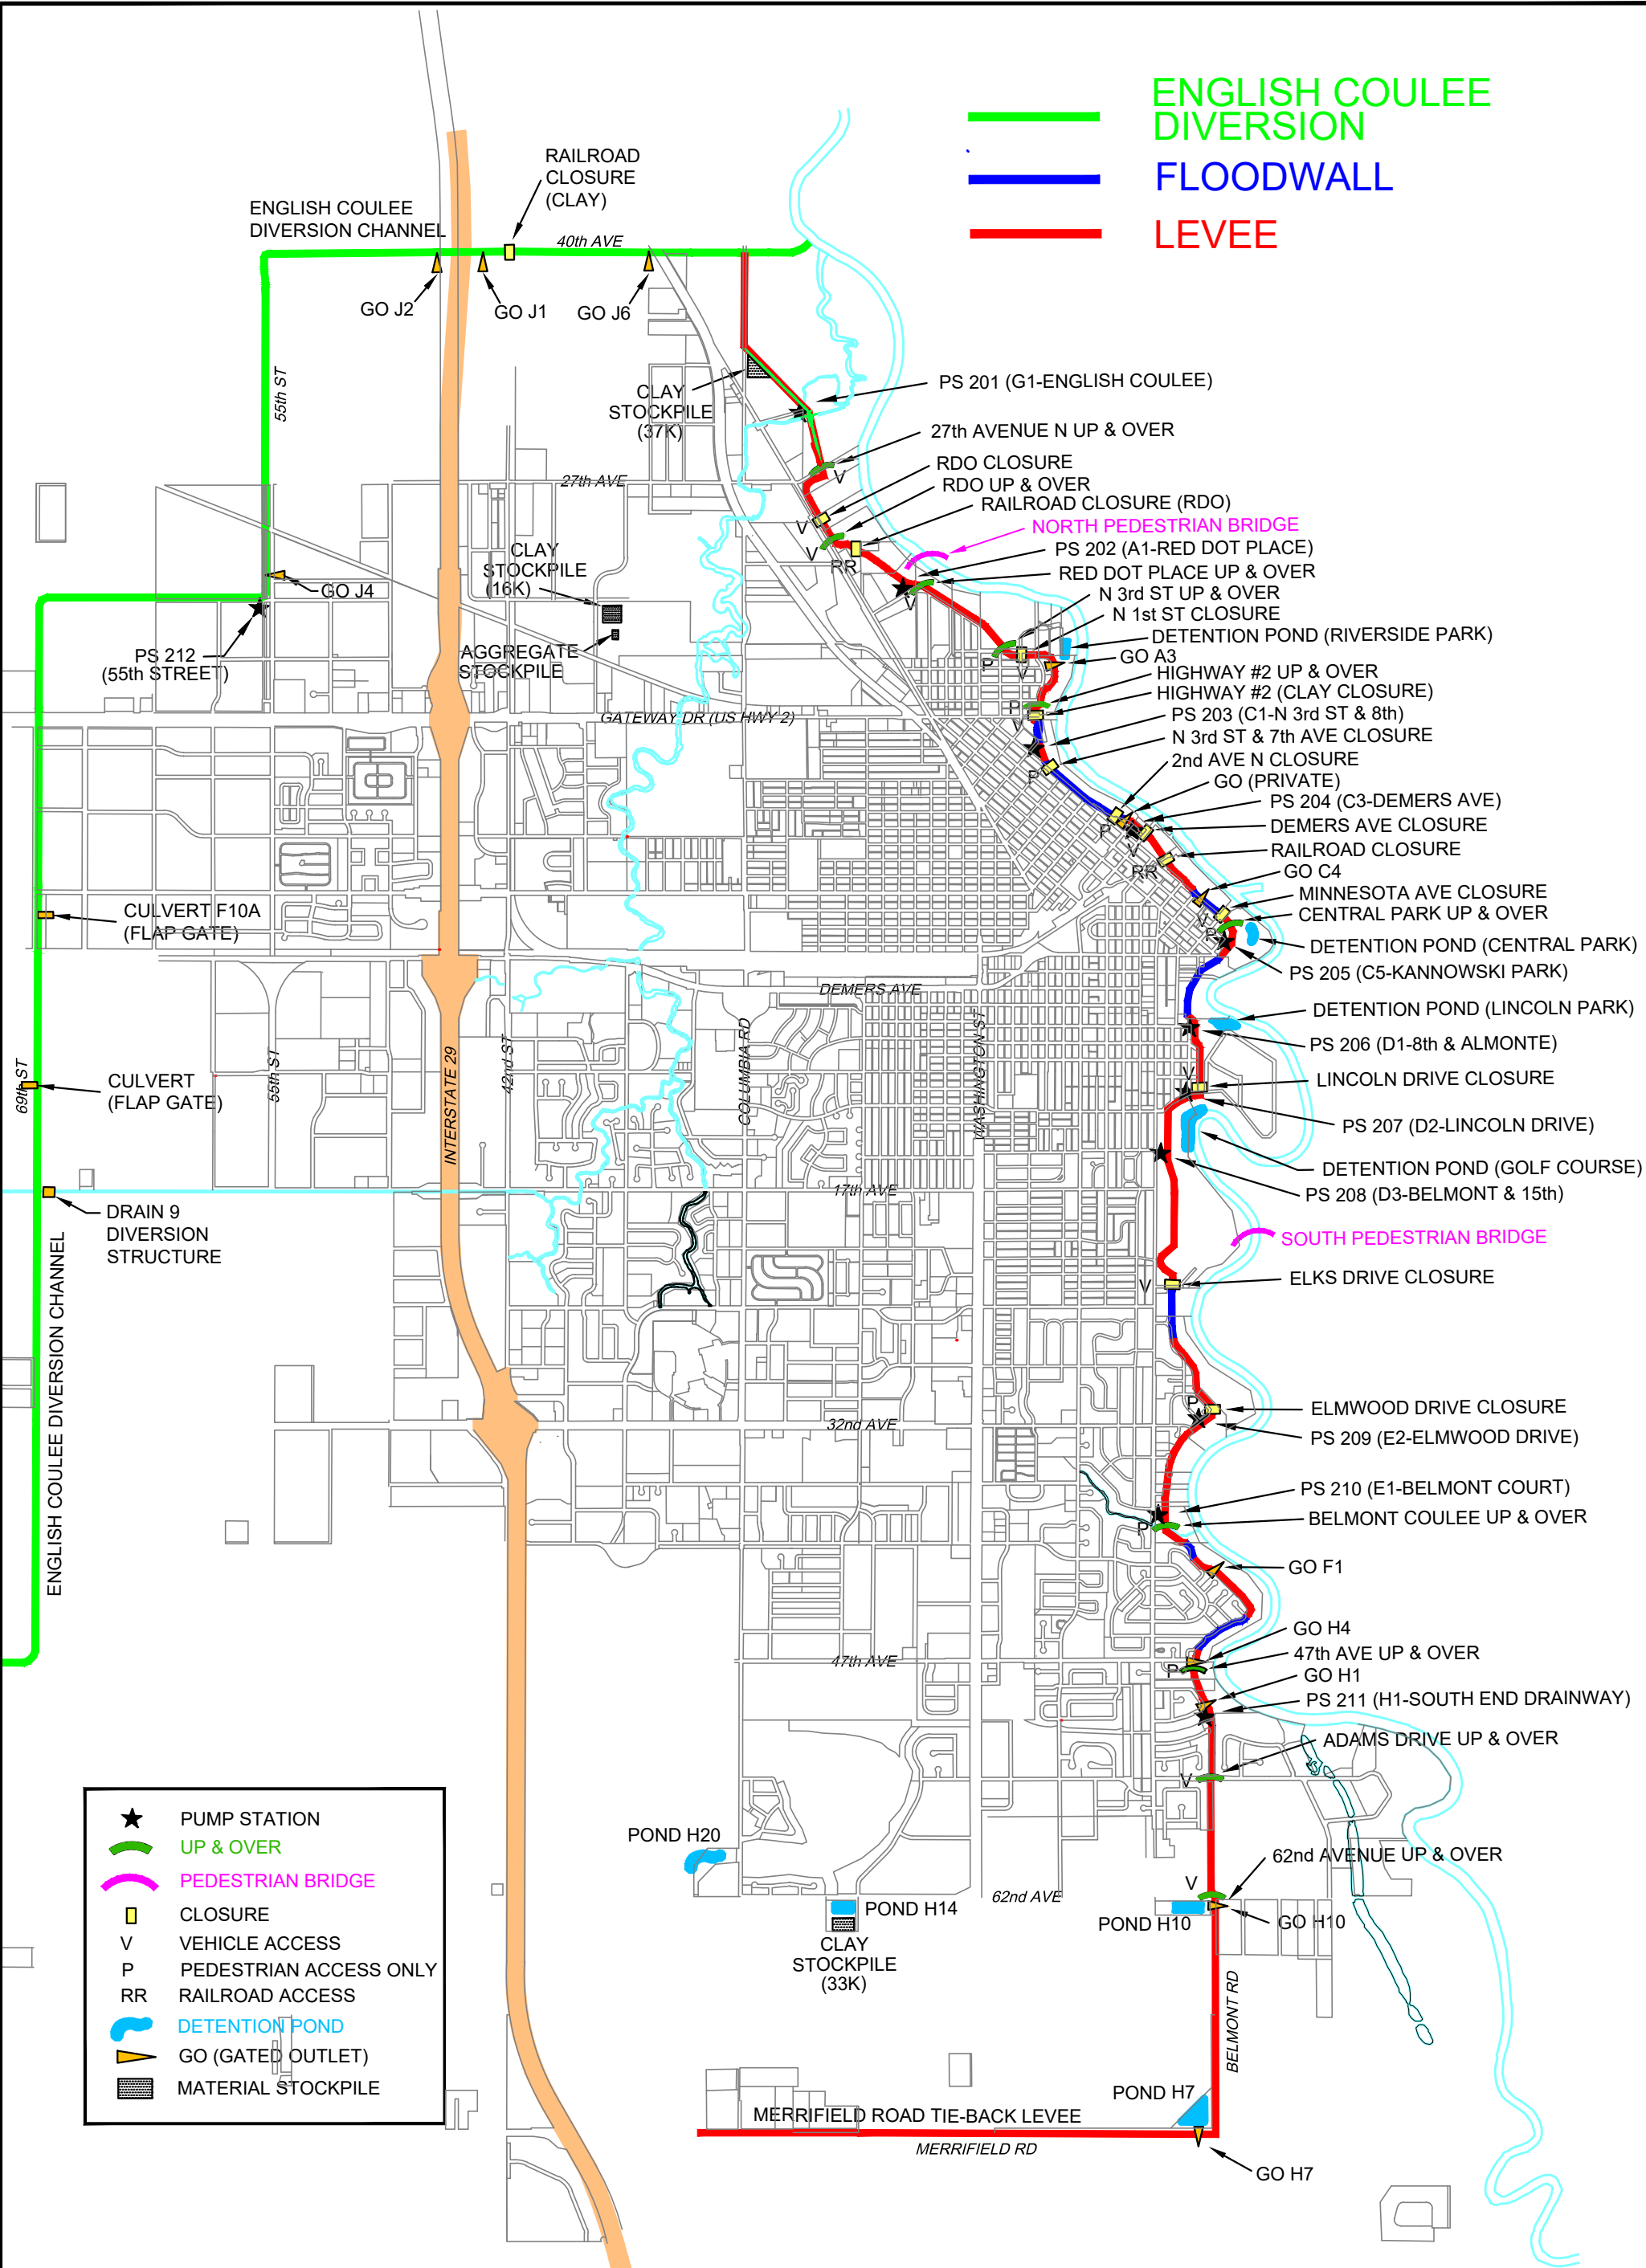 ENGLISH COULEE
DIVERSION
FLOODWALL
LEVEE
RAILROAD
CLOSURE
(CLAY)
ENGLISH COULEE
DIVERSION CHANNEL
40th AVE
GO J2
GO J1
GO J6
55th ST
CLAY
STOCKPILE
(37K)
PS 201 (G1-ENGLISH COULEE)
27th AVENUE N UP & OVER
V
RDO CLOSURE
27th AVE
RDO UP & OVER
RAILROAD CLOSURE (RDO)
V
NORTH PEDESTRIAN BRIDGE
CLAY
STOCKPILE
(16K)
V
RR
PS 202 (A1-RED DOT PLACE)
RED DOT PLACE UP & OVER
GO J4
V
N 3rd ST UP & OVER
N 1st ST CLOSURE
DETENTION POND (RIVERSIDE PARK)
PS 212
(55th STREET)
AGGREGATE
STOCKPILE
P
V
GO A3
HIGHWAY #2 UP & OVER
HIGHWAY #2 (CLAY CLOSURE)
P
V
GATEWAY DR (US HWY 2)
PS 203 (C1-N 3rd ST & 8th)
N 3rd ST & 7th AVE CLOSURE
P
2nd AVE N CLOSURE
GO (PRIVATE)
PS 204 (C3-DEMERS AVE)
DEMERS AVE CLOSURE
P
V
RAILROAD CLOSURE
RR
GO C4
MINNESOTA AVE CLOSURE
CULVERT F10A
(FLAP GATE)
CENTRAL PARK UP & OVER
V
P
DETENTION POND (CENTRAL PARK)
PS 205 (C5-KANNOWSKI PARK)
DEMERS AVE
DETENTION POND (LINCOLN PARK)
PS 206 (D1-8th & ALMONTE)
69th ST
55th ST
INTERSTATE 29
42nd ST
COLUMBIA RD
WASHINGTON ST
CULVERT
(FLAP GATE)
V
LINCOLN DRIVE CLOSURE
PS 207 (D2-LINCOLN DRIVE)
DETENTION POND (GOLF COURSE)
17th AVE
PS 208 (D3-BELMONT & 15th)
DRAIN 9
DIVERSION
STRUCTURE
SOUTH PEDESTRIAN BRIDGE
V
ELKS DRIVE CLOSURE
ENGLISH COULEE DIVERSION CHANNEL
P
ELMWOOD DRIVE CLOSURE
32nd AVE
PS 209 (E2-ELMWOOD DRIVE)
PS 210 (E1-BELMONT COURT)
P
BELMONT COULEE UP & OVER
GO F1
GO H4
47th AVE
P
47th AVE UP & OVER
GO H1
PS 211 (H1-SOUTH END DRAINWAY)
ADAMS DRIVE UP & OVER
V
POND H20
62nd AVENUE UP & OVER
V
62nd AVE
POND H14
POND H10
GO H10
CLAY
STOCKPILE
(33K)
BELMONT RD
POND H7
MERRIFIELD ROAD TIE-BACK LEVEE
MERRIFIELD RD
GO H7
PUMP STATION
UP & OVER
PEDESTRIAN BRIDGE
CLOSURE
V VEHICLE ACCESS
P PEDESTRIAN ACCESS ONLY
RR RAILROAD ACCESS
DETENTION POND
GO (GATED OUTLET)
MATERIAL STOCKPILE